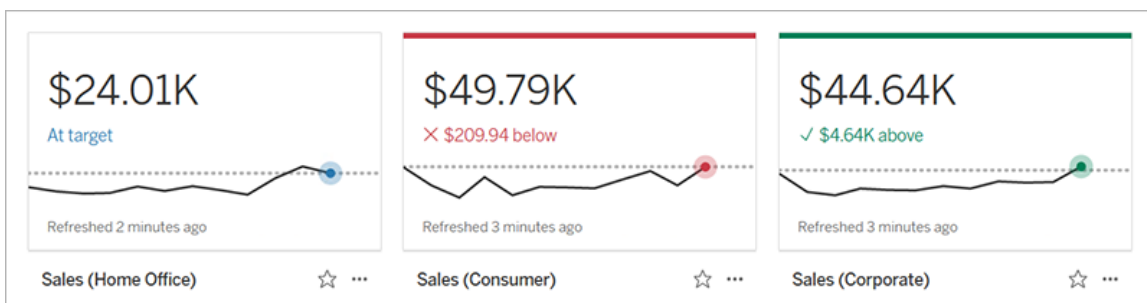 $24.01K
At target
Refreshed 2 minutes ago
Sales (Home Office)
$49.79K
$209.94 below
Refreshed 3 minutes ago
Sales (Consumer)
$44.64K
$4.64K above
Refreshed 3 minutes ago
Sales (Corporate)